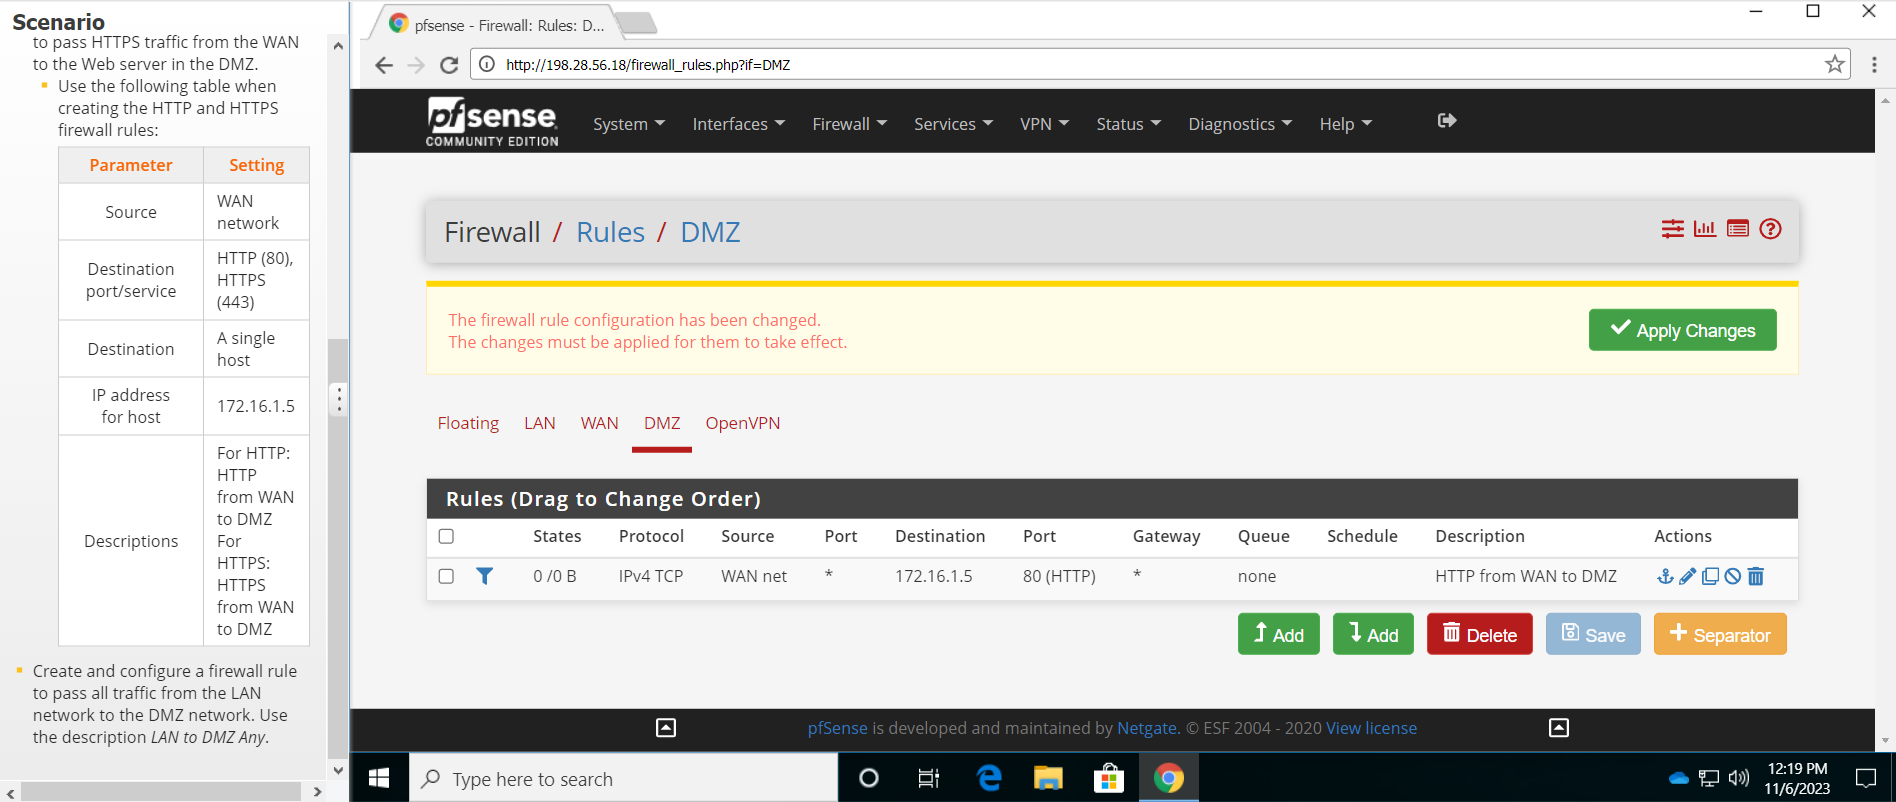 Scenario
to pass HTTPS traffic from the WAN
to the Web server in the DMZ.
Use the following table when
creating the HTTP and HTTPS
firewall rules:
Parameter Setting
Source WAN
network
Destination
port/service HTTP (80),
HTTPS
(443)
Destination A single
host
IP address
for host 172.16.1.5
Descriptions For HTTP:
HTTP
from WAN
to DMZ
For
HTTPS:
HTTPS
from WAN
to DMZ
Create and configure a firewall rule
to pass all traffic from the LAN
network to the DMZ network. Use
the description LAN to DMZ Any.
pfsense - Firewall: Rules: D...
http://198.28.56.18/firewall_rules.php?if=DMZ
pfsense
COMMUNITY EDITION
System Interfaces Firewall Services VPN Status Diagnostics Help
Firewall / Rules / DMZ
The firewall rule configuration has been changed.
The changes must be applied for them to take effect.
Apply Changes
Floating LAN WAN DMZ OpenVPN
Rules (Drag to Change Order)
States Protocol Source Port Destination Port Gateway Queue Schedule Description Actions
0 /0 B IPv4 TCP WAN net * 172.16.1.5 80 (HTTP) * none HTTP from WAN to DMZ
Add Add Delete Save Separator
pfSense is developed and maintained by Netgate. © ESF 2004 - 2020 View license
Type here to search
12:19 PM
11/6/2023